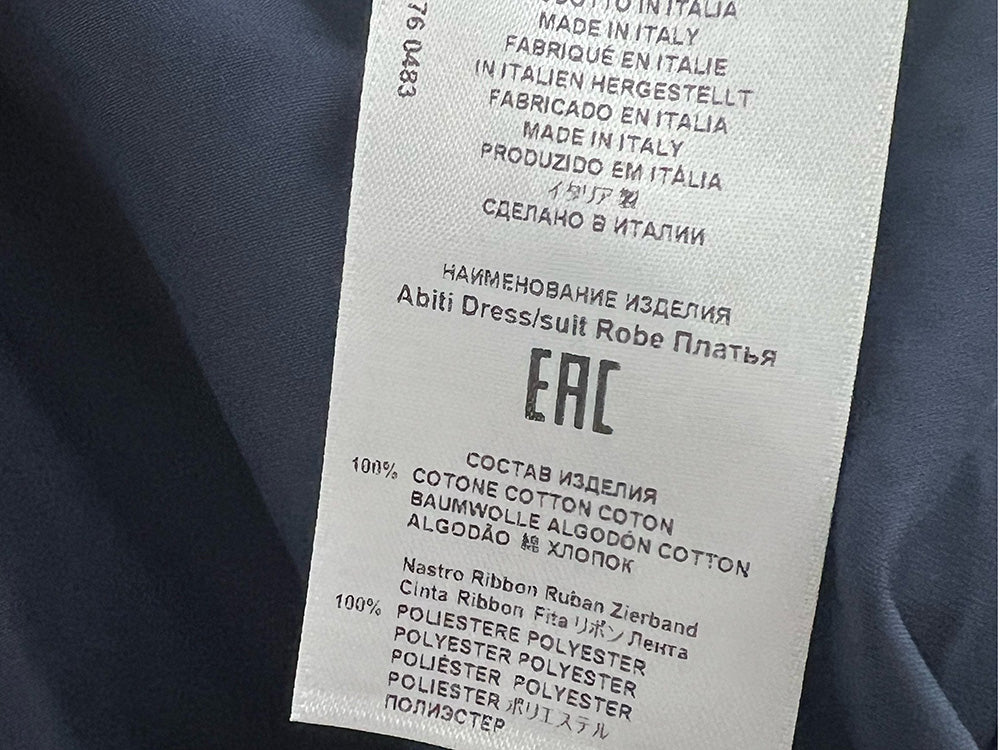 76 0483
IN ITALIA
MADE IN ITALY
FABRIQUÉ EN ITALIE
IN ITALIEN HERGESTELLT
FABRICADO EN ITALIA
MADE IN ITALY
PRODUZIDO EM ITÁLIA
イタリア製
СДЕЛАНО В ИТАЛИИ
НАИМЕНОВАНИЕ ИЗДЕЛИЯ
Abiti Dress/suit Robe Платья
EAC
СОСТАВ ИЗДЕЛИЯ
100% COTONE COTTON COTON
BAUMWOLLE ALGODÓN COTTON
ALGODÃO 綿 ХЛОПОК
Nastro Ribbon Ruban Zierband
Cinta Ribbon Fita リボン Лента
100% POLIESTERE POLYESTER
POLYESTER POLYESTER
POLIÉSTER POLYESTER
POLIESTER ポリエステル
ПОЛИЭСТЕР